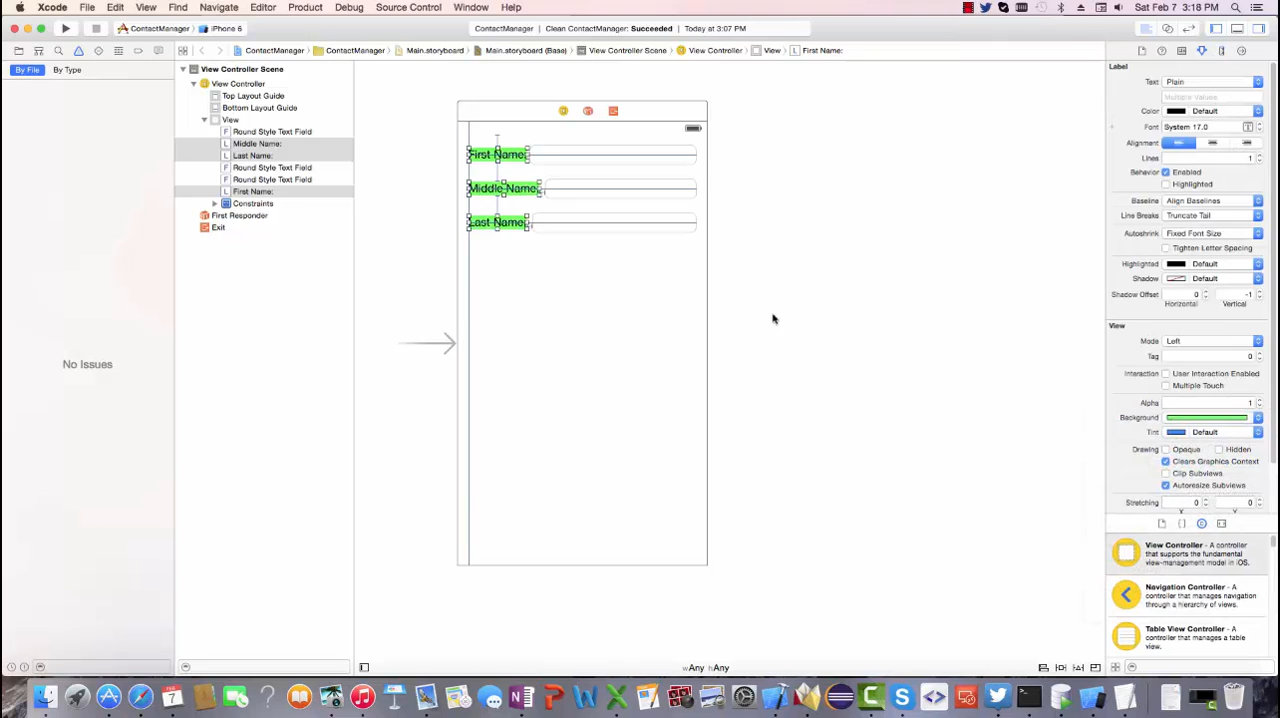 Xcode File Edit View Find Navigate Editor Product Debug Source Control Window Help Sat Feb 7 3:18 PM
ContactManager iPhone 6 ContactManager | Clean ContactManager: Succeeded | Today at 3:07 PM
ContactManager ContactManager Main.storyboard Main.storyboard (Base) View Controller Scene View Controller View First Name:
By File By Type
No Issues
View Controller Scene
View Controller
Top Layout Guide
Bottom Layout Guide
View
Round Style Text Field
Middle Name:
Last Name:
Round Style Text Field
Round Style Text Field
First Name:
Constraints
First Responder
Exit
First Name:
Middle Name:
Last Name:
wAny hAny
Label
Text Plain
Multiple Values
Color Default
Font System 17.0
Alignment
Lines 1
Behavior Enabled
Highlighted
Baseline Align Baselines
Line Breaks Truncate Tail
Autoshrink Fixed Font Size
Tighten Letter Spacing
Highlighted Default
Shadow Default
Shadow Offset 0 -1
Horizontal Vertical
View
Mode Left
Tag 0
Interaction User Interaction Enabled
Multiple Touch
Alpha 1
Background
Tint Default
Drawing Opaque Hidden
Clears Graphics Context
Clip Subviews
Autoresize Subviews
Stretching 0 0
X Y
View Controller - A controller
that supports the fundamental
view-management model in iOS.
Navigation Controller - A
controller that manages navigation
through a hierarchy of views.
Table View Controller - A
controller that manages a table
view.